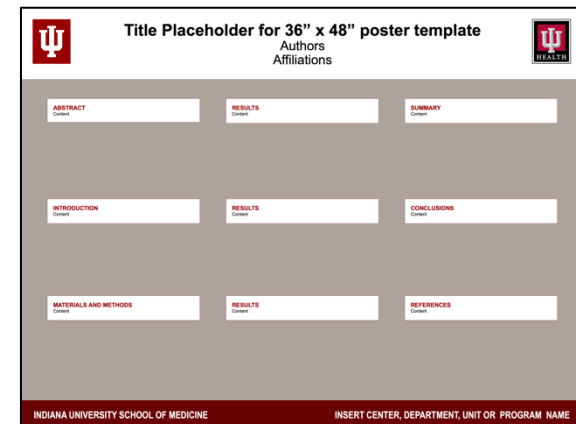 Title Placeholder for 36” x 48” poster template
Authors
Affiliations
HEALTH
ABSTRACT
Content
RESULTS
Content
SUMMARY
Content
INTRODUCTION
Content
RESULTS
Content
CONCLUSIONS
Content
MATERIALS AND METHODS
Content
RESULTS
Content
REFERENCES
Content
INDIANA UNIVERSITY SCHOOL OF MEDICINE
INSERT CENTER, DEPARTMENT, UNIT OR PROGRAM NAME